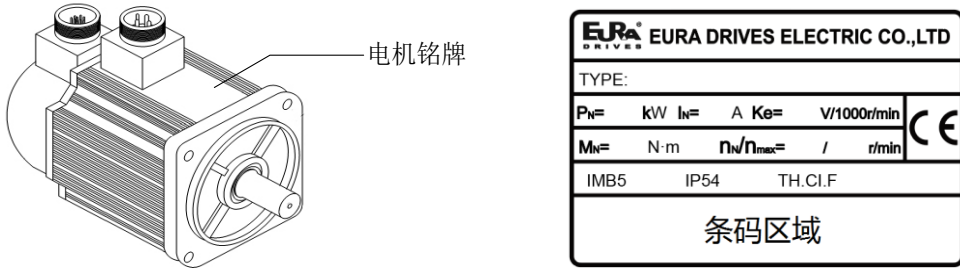 电机铭牌
EURA DRIVES EURA DRIVES ELECTRIC CO.,LTD
TYPE:
PN= kW IN= A Ke= V/1000r/min
MN= N·m nN/nmax= / r/min
CE
IMB5 IP54 TH.CI.F
条码区域